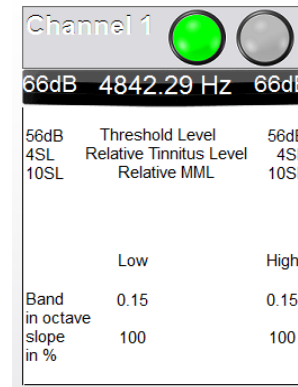 Channel 1
66dB 4842.29 Hz 66dB
56dB Threshold Level 56dB
4SL Relative Tinnitus Level 4SL
10SL Relative MML 10SL
Low High
Band 0.15 0.15
in octave
slope 100 100
in %